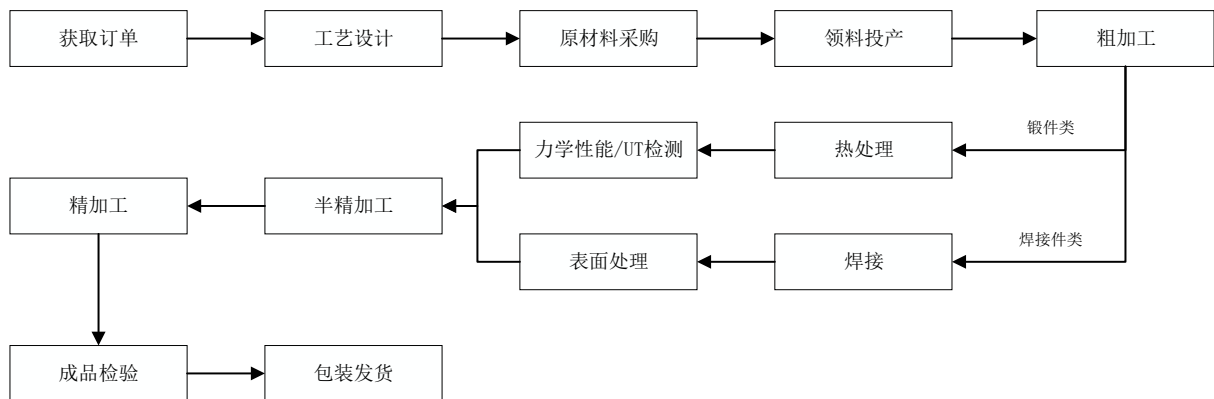 获取订单
工艺设计
原材料采购
领料投产
粗加工
锻件类
力学性能/UT检测
热处理
精加工
半精加工
焊接件类
表面处理
焊接
成品检验
包装发货